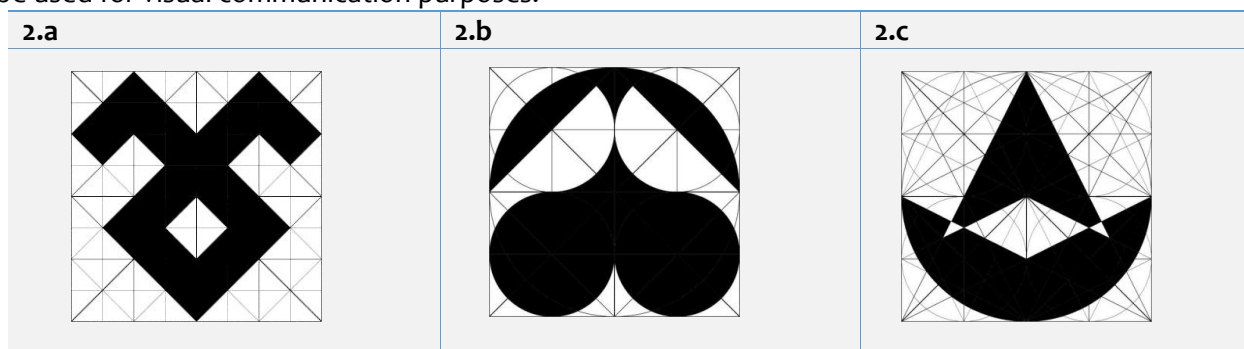 be used for visual communication purposes.
2.a 2.b 2.c